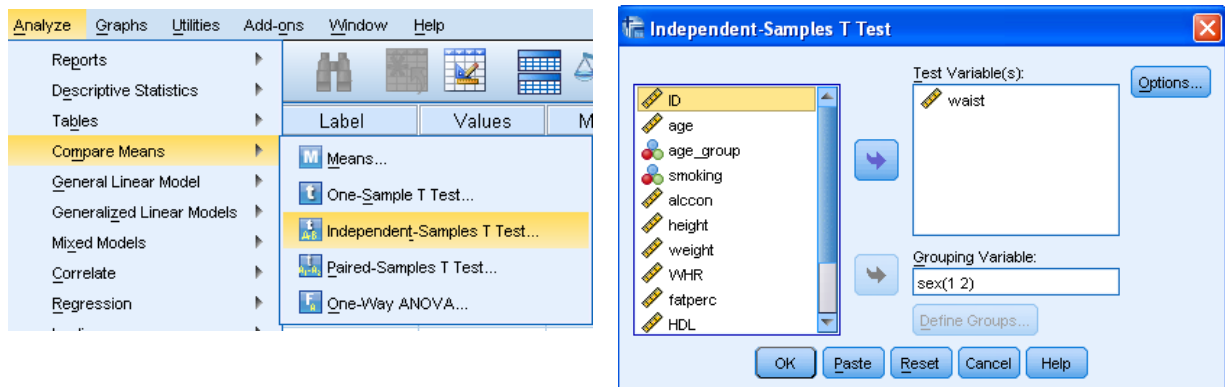 Analyze Graphs Utilities Add-ons Window Help
Reports
Descriptive Statistics
Tables
Compare Means
General Linear Model
Generalized Linear Models
Mixed Models
Correlate
Regression
Label Values M
Means...
One-Sample T Test...
Independent-Samples T Test...
Paired-Samples T Test...
One-Way ANOVA...
Independent-Samples T Test
ID
age
age_group
smoking
alccon
height
weight
WHR
fatperc
HDL
Test Variable(s):
waist
Options...
Grouping Variable:
sex(1 2)
Define Groups...
OK Paste Reset Cancel Help